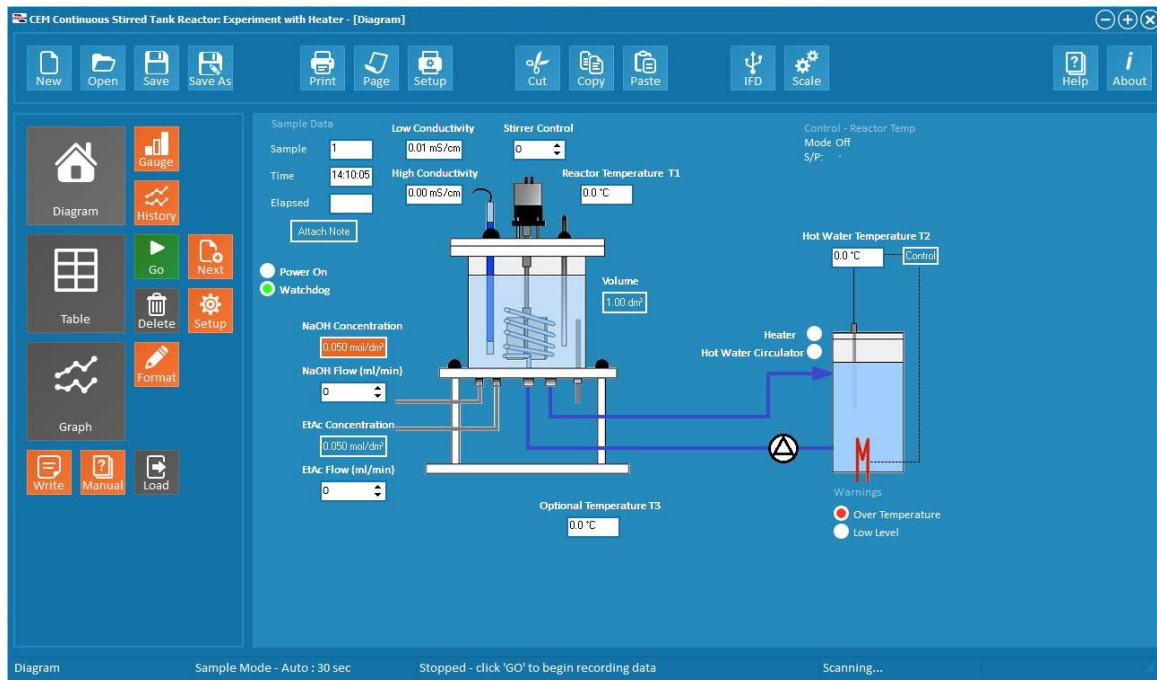 CEM Continuous Stirred Tank Reactor: Experiment with Heater - [Diagram]
New Open Save Save As Print Page Setup Cut Copy Paste IFD Scale Help About
Diagram
Gauge
History
Table
Go
Next
Delete
Setup
Graph
Format
Write
Manual
Load
Sample Data
Sample 1
Time 14:10:05
Elapsed
Attach Note
Low Conductivity
0.01 mS/cm
High Conductivity
0.00 mS/cm
Stirrer Control
0
Reactor Temperature T1
0.0 °C
Control - Reactor Temp
Mode Off
S/P: -
Power On
Watchdog
Volume
1.00 dm³
Hot Water Temperature T2
0.0 °C
Control
NaOH Concentration
0.050 mol/dm³
NaOH Flow (ml/min)
0
EtAc Concentration
0.050 mol/dm³
EtAc Flow (ml/min)
0
Heater
Hot Water Circulator
Optional Temperature T3
0.0 °C
Warnings
Over Temperature
Low Level
Diagram Sample Mode - Auto : 30 sec Stopped - click 'GO' to begin recording data Scanning...